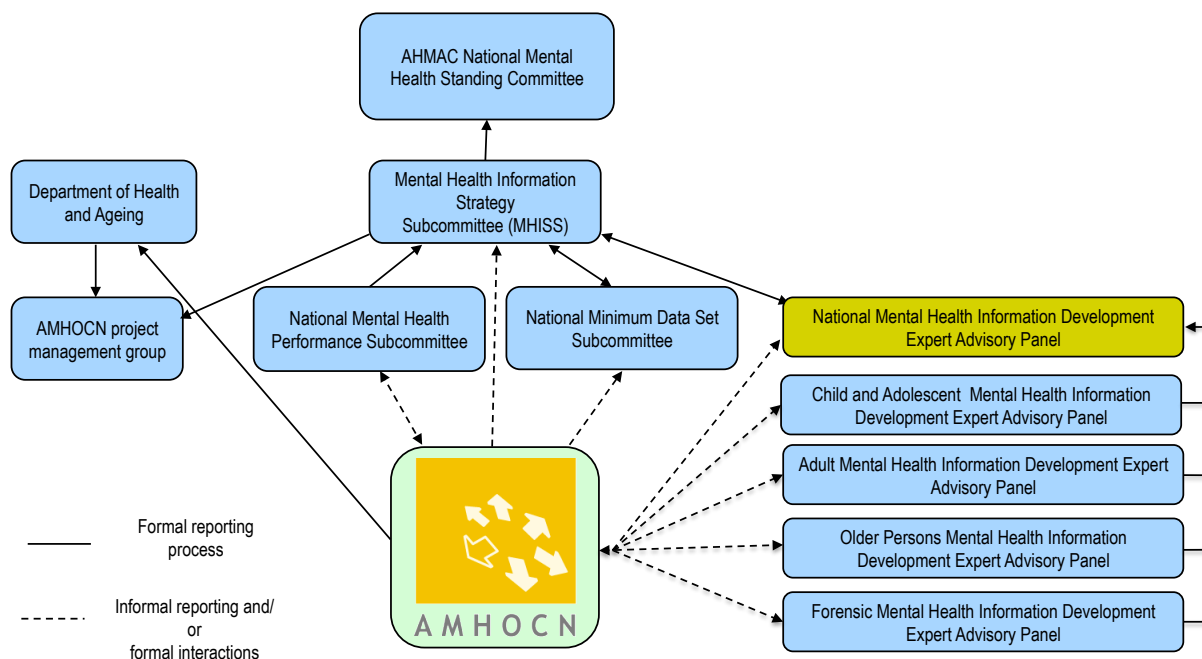 AHMAC National Mental
Health Standing Committee
Department of Health
and Ageing
Mental Health Information
Strategy
Subcommittee (MHISS)
AMHOCN project
management group
National Mental Health
Performance Subcommittee
National Minimum Data Set
Subcommittee
National Mental Health Information Development
Expert Advisory Panel
Child and Adolescent Mental Health Information
Development Expert Advisory Panel
Adult Mental Health Information Development Expert
Advisory Panel
Older Persons Mental Health Information
Development Expert Advisory Panel
Forensic Mental Health Information Development
Expert Advisory Panel
Formal reporting
process
Informal reporting and/
or
formal interactions
AMHOCN